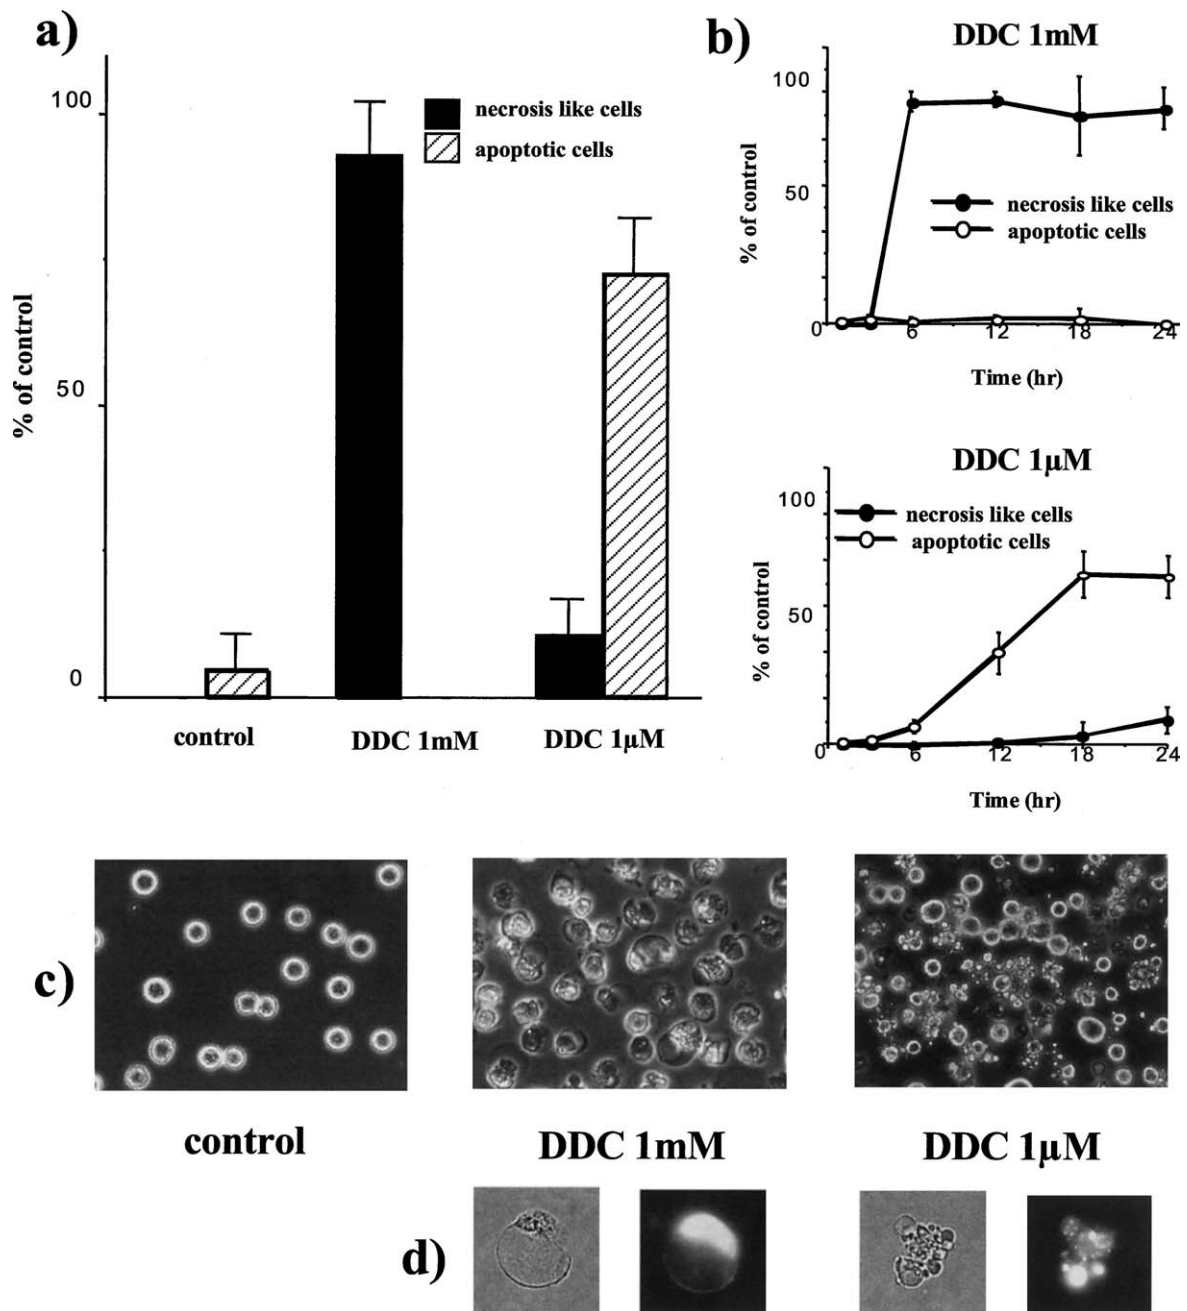 a)
100
50
0
% of control
necrosis like cells
apoptotic cells
control
DDC 1mM
DDC 1µM
b)
DDC 1mM
100
50
0
% of control
necrosis like cells
apoptotic cells
6
12
18
24
Time (hr)
DDC 1µM
100
50
0
% of control
necrosis like cells
apoptotic cells
6
12
18
24
Time (hr)
c)
control
DDC 1mM
DDC 1µM
d)